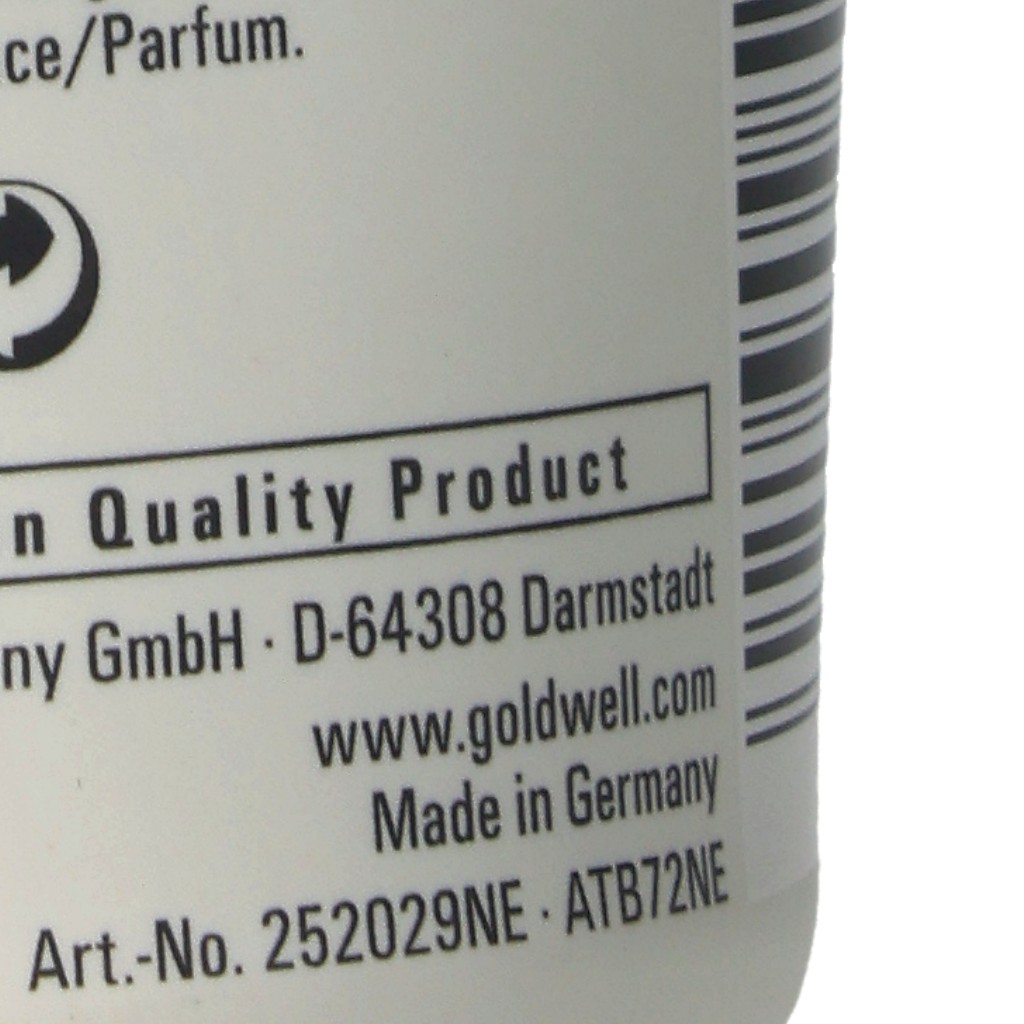 ce/Parfum.
n Quality Product
ny GmbH · D-64308 Darmstadt
www.goldwell.com
Made in Germany
Art.-No. 252029NE · ATB72NE